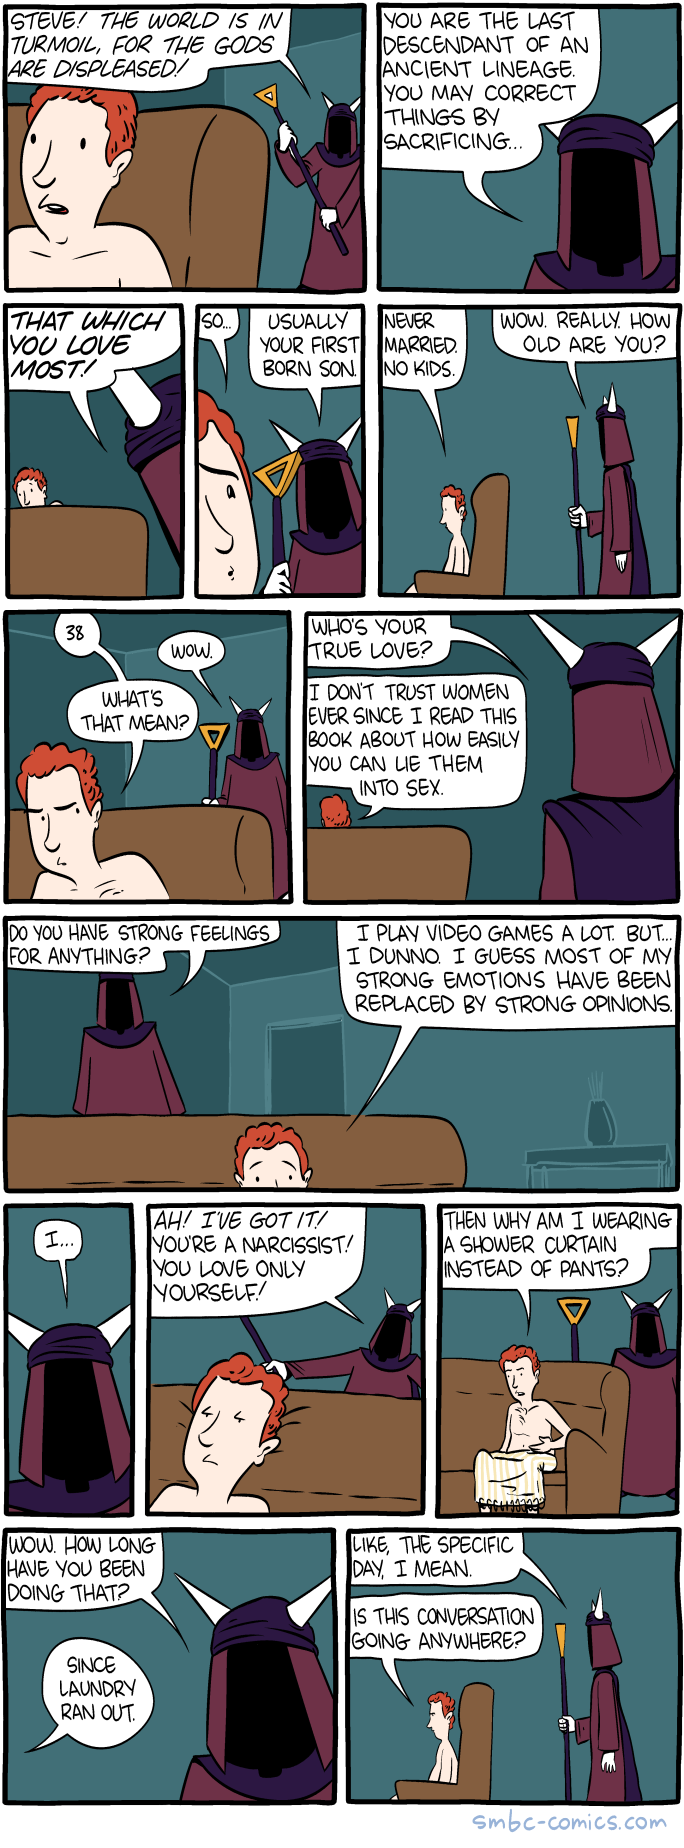 STEVE! THE WORLD IS IN
TURMOIL, FOR THE GODS
ARE DISPLEASED!
YOU ARE THE LAST
DESCENDANT OF AN
ANCIENT LINEAGE.
YOU MAY CORRECT
THINGS BY
SACRIFICING...
THAT WHICH
YOU LOVE
MOST!
SO...
USUALLY
YOUR FIRST
BORN SON.
NEVER
MARRIED.
NO KIDS.
WOW. REALLY. HOW
OLD ARE YOU?
38
WOW.
WHAT'S
THAT MEAN?
WHO'S YOUR
TRUE LOVE?
I DON'T TRUST WOMEN
EVER SINCE I READ THIS
BOOK ABOUT HOW EASILY
YOU CAN LIE THEM
INTO SEX.
DO YOU HAVE STRONG FEELINGS
FOR ANYTHING?
I PLAY VIDEO GAMES A LOT. BUT...
I DUNNO. I GUESS MOST OF MY
STRONG EMOTIONS HAVE BEEN
REPLACED BY STRONG OPINIONS.
I...
AH! I'VE GOT IT!
YOU'RE A NARCISSIST!
YOU LOVE ONLY
YOURSELF!
THEN WHY AM I WEARING
A SHOWER CURTAIN
INSTEAD OF PANTS?
WOW. HOW LONG
HAVE YOU BEEN
DOING THAT?
SINCE
LAUNDRY
RAN OUT.
LIKE, THE SPECIFIC
DAY, I MEAN.
IS THIS CONVERSATION
GOING ANYWHERE?
smbc-comics.com